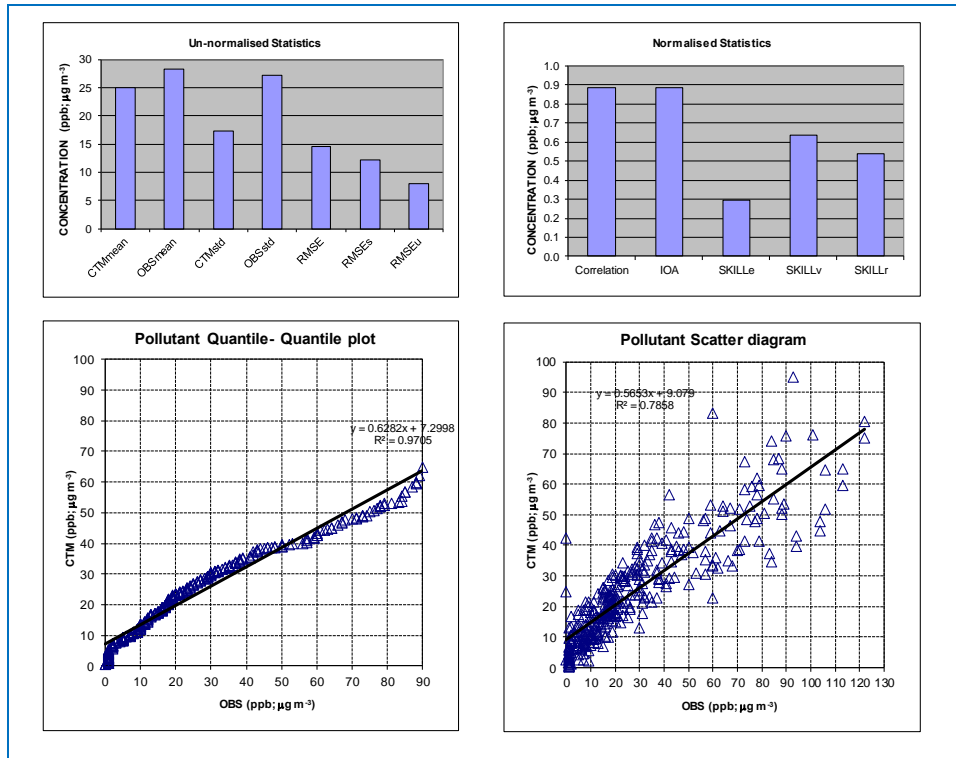 Un-normalised Statistics
CONCENTRATION (ppb; µg m-3)
30
25
20
15
10
5
0
CTMmean
OBSmean
CTMstd
OBSstd
RMSE
RMSEs
RMSEu
Normalised Statistics
CONCENTRATION (ppb; µg m-3)
1.0
0.9
0.8
0.7
0.6
0.5
0.4
0.3
0.2
0.1
0.0
Correlation IOA SKILLe SKILLv SKILLr
Pollutant Quantile- Quantile plot
CTM (ppb; µg m-3)
100
90
80
70
60
50
40
30
20
10
0
y = 0.6282x + 7.2998
R² = 0.9705
0 10 20 30 40 50 60 70 80 90
OBS (ppb; µg m-3)
Pollutant Scatter diagram
CTM (ppb; µg m-3)
100
90
80
70
60
50
40
30
20
10
0
y = 0.5653x + 9.079
R² = 0.7858
0 10 20 30 40 50 60 70 80 90 100 110 120 130
OBS (ppb; µg m-3)